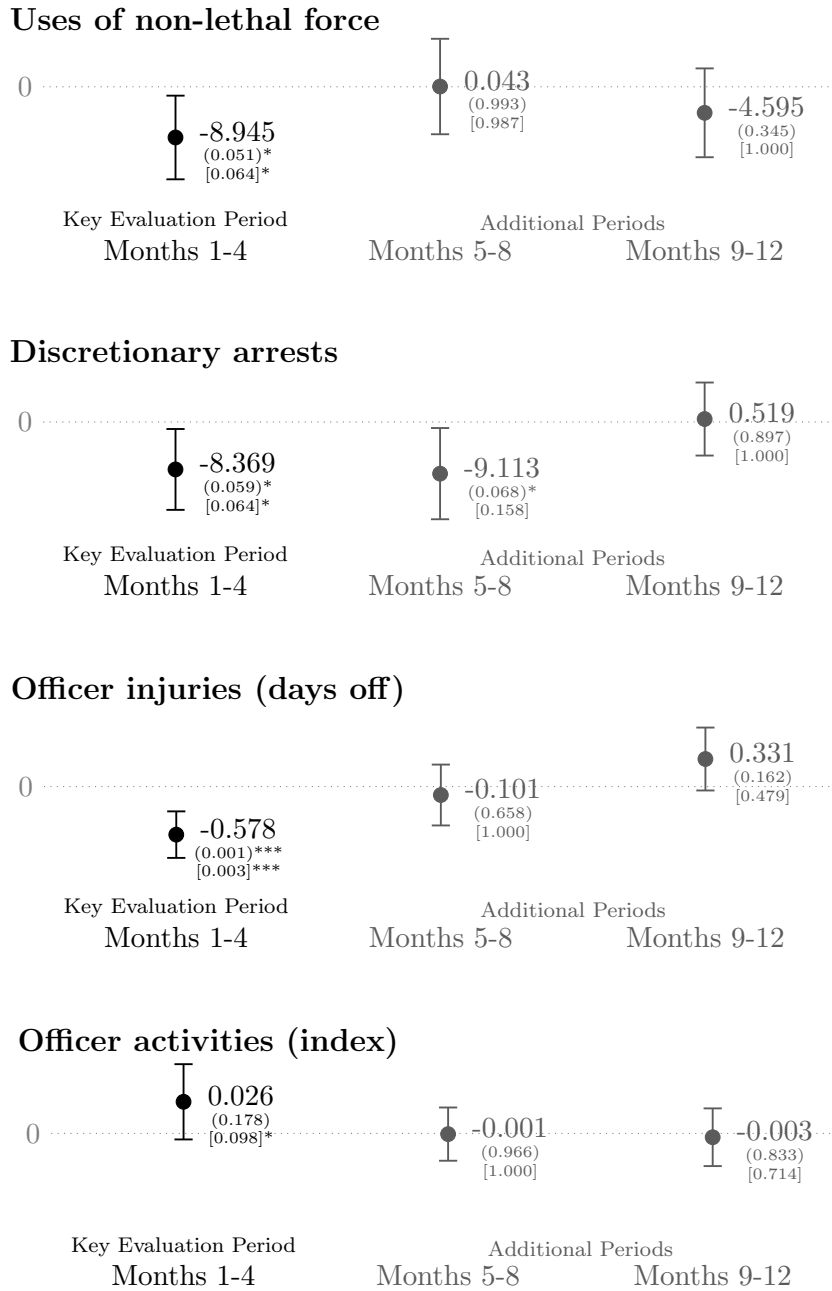 Uses of non-lethal force
0
-8.945
(0.051)*
[0.064]*
0.043
(0.993)
[0.987]
-4.595
(0.345)
[1.000]
Key Evaluation Period
Additional Periods
Months 1-4
Months 5-8
Months 9-12
Discretionary arrests
0
-8.369
(0.059)*
[0.064]*
-9.113
(0.068)*
[0.158]
0.519
(0.897)
[1.000]
Key Evaluation Period
Additional Periods
Months 1-4
Months 5-8
Months 9-12
Officer injuries (days off)
0
-0.578
(0.001)***
[0.003]***
-0.101
(0.658)
[1.000]
0.331
(0.162)
[0.479]
Key Evaluation Period
Additional Periods
Months 1-4
Months 5-8
Months 9-12
Officer activities (index)
0
0.026
(0.178)
[0.098]*
-0.001
(0.966)
[1.000]
-0.003
(0.833)
[0.714]
Key Evaluation Period
Additional Periods
Months 1-4
Months 5-8
Months 9-12